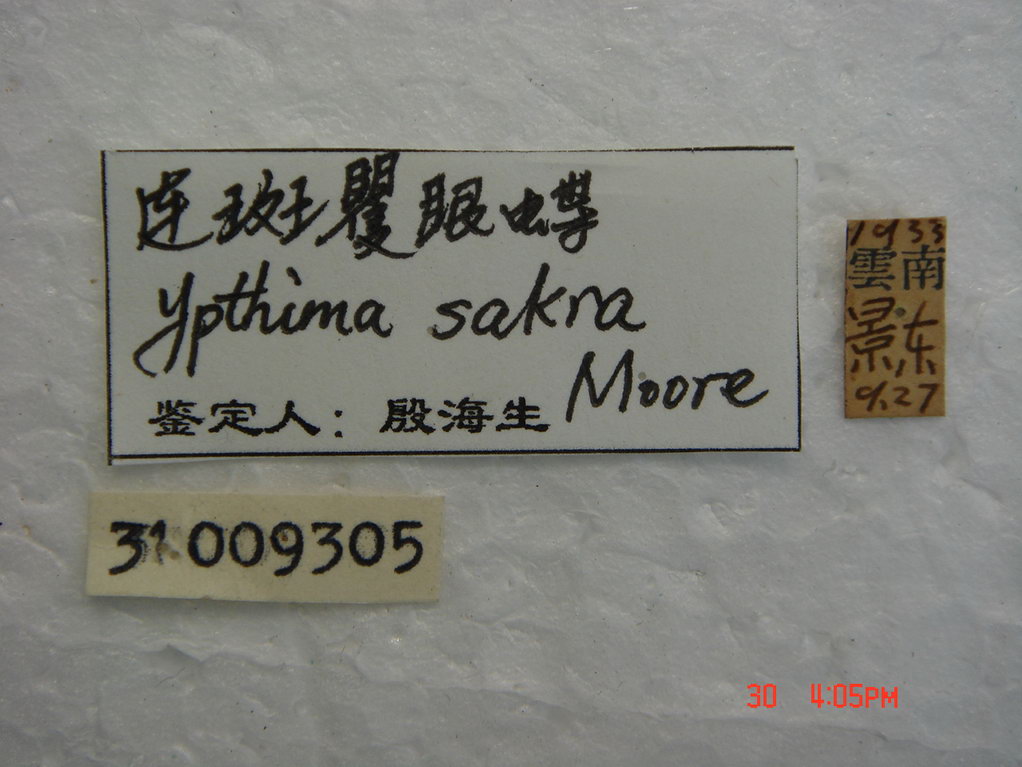 连斑矍眼蝶
Ypthima sakra
Moore
鉴定人：殷海生
1933
雲南
景东
9.27
31009305
30 4:05PM